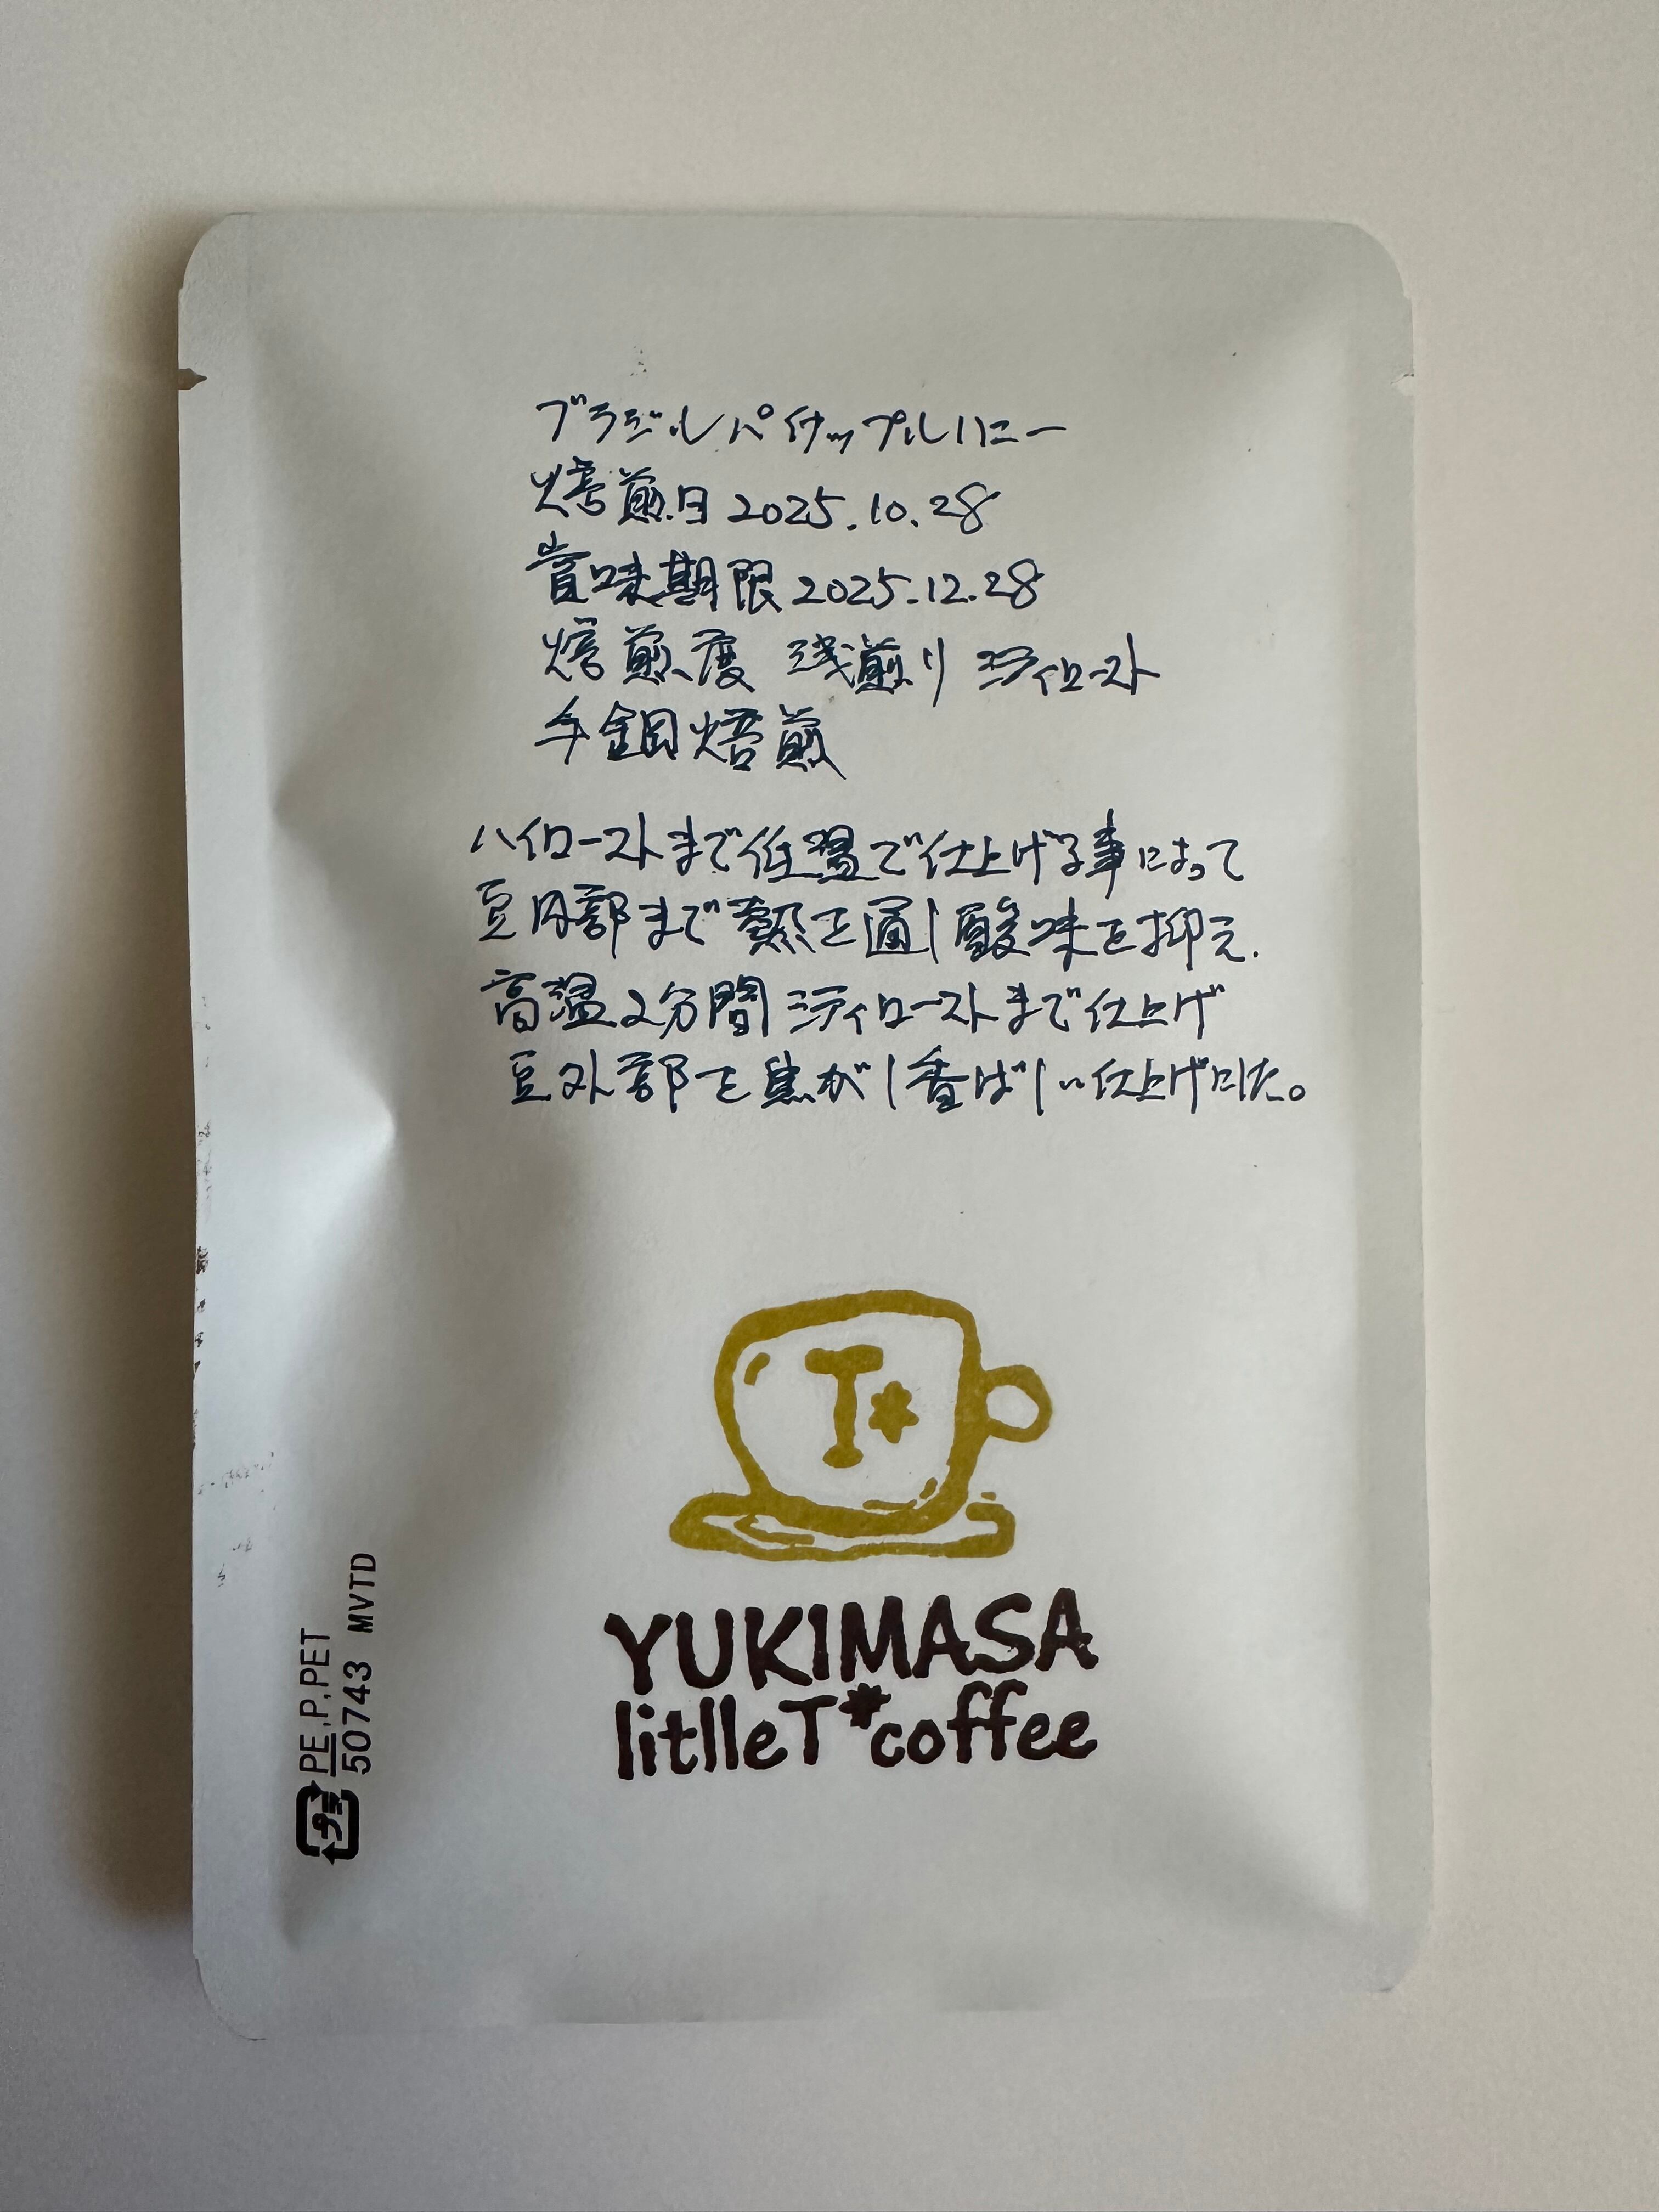 ブラジルパイナップルハニー
焙煎日 2025.10.28
賞味期限 2025.12.28
焙煎度 浅煎り シティロースト
手鍋焙煎
ハイローストまで低温で仕上げる事によって
豆内部まで熱を通し酸味を抑え.
高温2分間シティローストまで仕上げ
豆外部を焦がし香ばしい仕上げにした。
T*
YUKIMASA
litlleT*coffee
プラ PE,P,PET
50743 MVTD